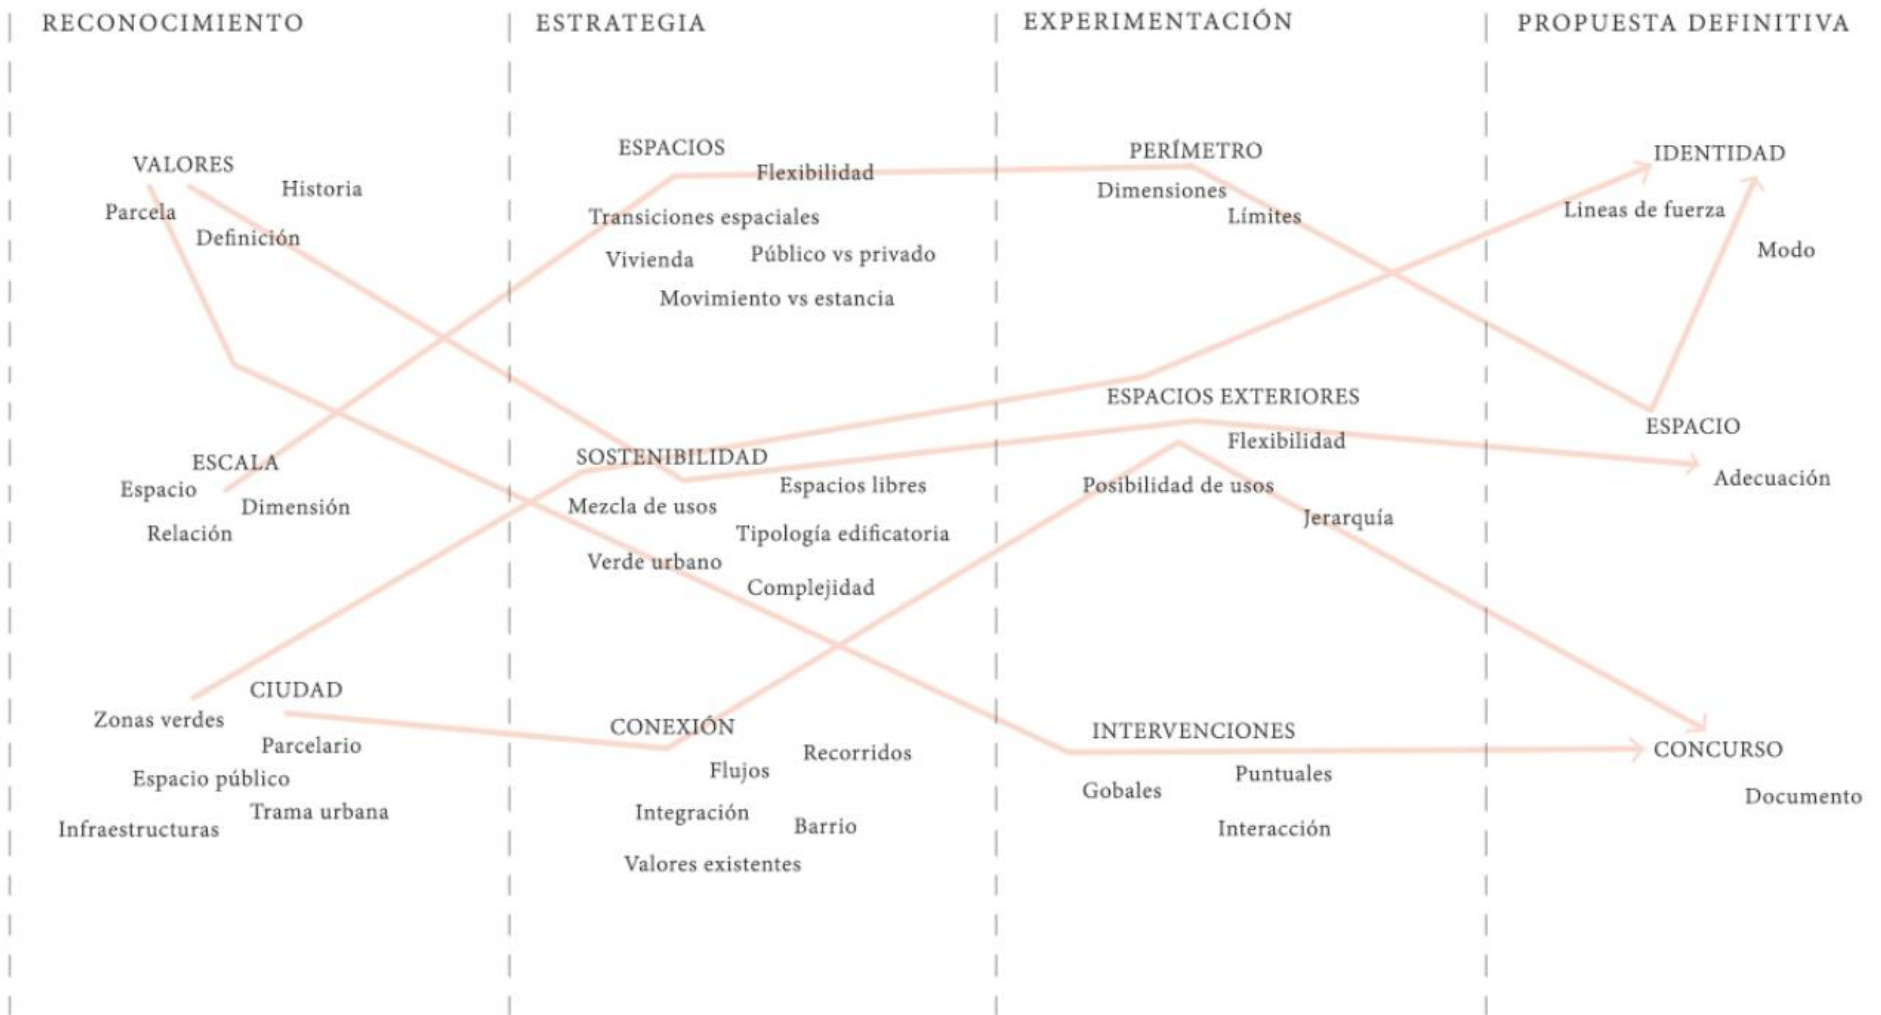 RECONOCIMIENTO
VALORES
Historia
Parcela
Definición
ESCALA
Espacio
Dimensión
Relación
CIUDAD
Zonas verdes
Parcelario
Espacio público
Trama urbana
Infraestructuras
ESTRATEGIA
ESPACIOS
Flexibilidad
Transiciones espaciales
Vivienda
Público vs privado
Movimiento vs estancia
SOSTENIBILIDAD
Espacios libres
Mezcla de usos
Tipología edificatoria
Verde urbano
Complejidad
CONEXIÓN
Recorridos
Flujos
Integración
Barrio
Valores existentes
EXPERIMENTACIÓN
PERÍMETRO
Dimensiones
Límites
ESPACIOS EXTERIORES
Flexibilidad
Posibilidad de usos
Jerarquía
INTERVENCIONES
Puntuales
Gobales
Interacción
PROPUESTA DEFINITIVA
IDENTIDAD
Lineas de fuerza
Modo
ESPACIO
Adecuación
CONCURSO
Documento